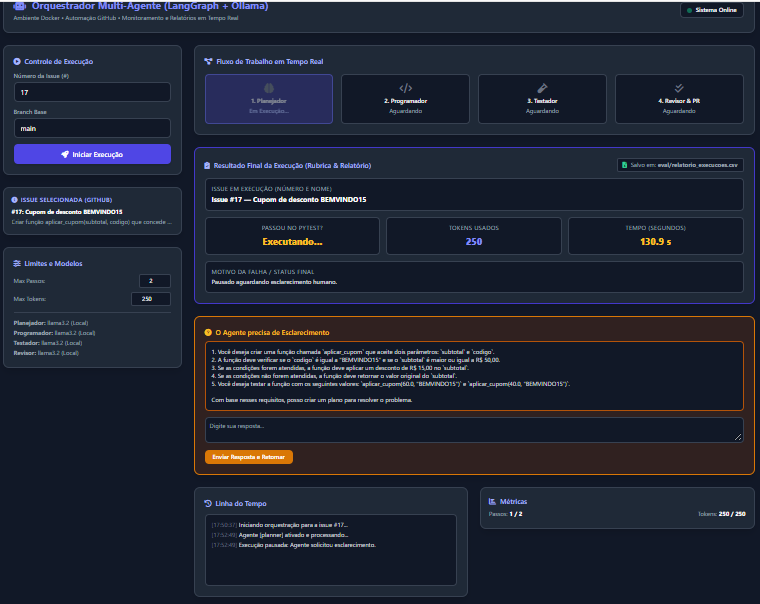 Orquestrador Multi-Agente (LangGraph + Ollama)
Ambiente Docker • Automação GitHub • Monitoramento e Relatórios em Tempo Real
Sistema Online
Controle de Execução
Número da Issue (#)
17
Branch Base
main
Iniciar Execução
ISSUE SELECIONADA (GITHUB)
#17: Cupom de desconto BEMVINDO15
Criar função aplicar_cupom(subtotal, codigo) que concede ...
Limites e Modelos
Max Passos: 2
Max Tokens: 250
Planejador: llama3.2 (Local)
Programador: llama3.2 (Local)
Testador: llama3.2 (Local)
Revisor: llama3.2 (Local)
Fluxo de Trabalho em Tempo Real
1. Planejador
Em Execução...
2. Programador
Aguardando
3. Testador
Aguardando
4. Revisor & PR
Aguardando
Resultado Final da Execução (Rubrica & Relatório)
Salvo em: eval/relatorio_execucoes.csv
ISSUE EM EXECUÇÃO (NÚMERO E NOME)
Issue #17 — Cupom de desconto BEMVINDO15
PASSOU NO PYTEST?
Executando...
TOKENS USADOS
250
TEMPO (SEGUNDOS)
130.9 s
MOTIVO DA FALHA / STATUS FINAL
Pausado aguardando esclarecimento humano.
O Agente precisa de Esclarecimento
1. Você deseja criar uma função chamada `aplicar_cupom` que aceite dois parâmetros: `subtotal` e `codigo`.
2. A função deve verificar se o `codigo` é igual a "BEMVINDO15" e se o `subtotal` é maior ou igual a R$ 50,00.
3. Se as condições forem atendidas, a função deve aplicar um desconto de R$ 15,00 no `subtotal`.
4. Se as condições não forem atendidas, a função deve retornar o valor original do `subtotal`.
5. Você deseja testar a função com os seguintes valores: `aplicar_cupom(60.0, "BEMVINDO15")` e `aplicar_cupom(40.0, "BEMVINDO15")`.
Com base nesses requisitos, posso criar um plano para resolver o problema.
Digite sua resposta...
Enviar Resposta e Retomar
Linha do Tempo
[17:50:37] Iniciando orquestração para a issue #17...
[17:52:49] Agente [planner] ativado e processando...
[17:52:49] Execução pausada: Agente solicitou esclarecimento.
Métricas
Passos: 1 / 2
Tokens: 250 / 250